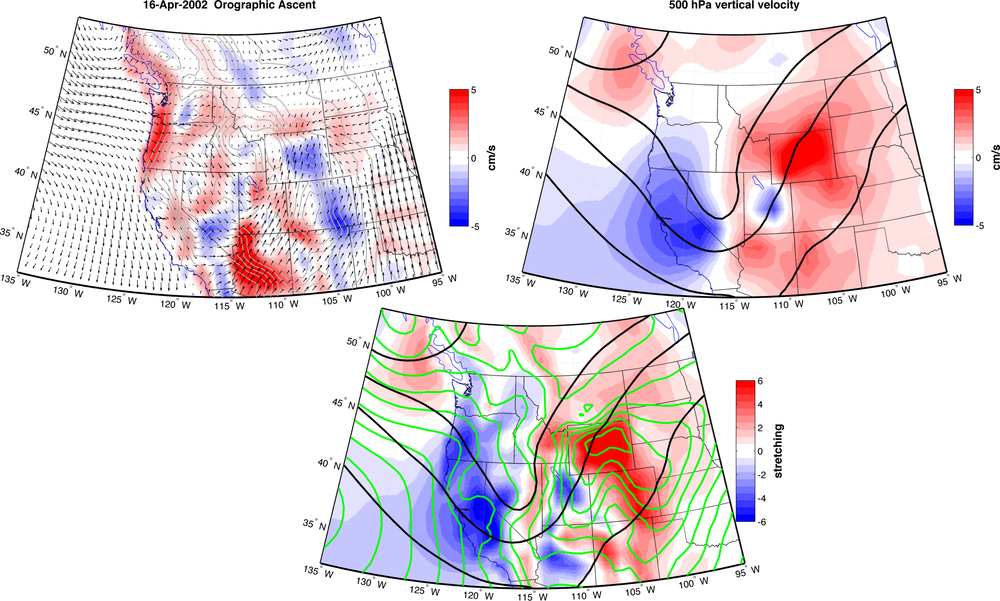 16-Apr-2002 Orographic Ascent
50° N
45° N
40° N
35° N
135° W
130° W
125° W
120° W
115° W
110° W
105° W
100° W
95° W
5
0
-5
cm/s
500 hPa vertical velocity
50° N
45° N
40° N
35° N
135° W
130° W
125° W
120° W
115° W
110° W
105° W
100° W
95° W
5
0
-5
cm/s
50° N
45° N
40° N
35° N
135° W
130° W
125° W
120° W
115° W
110° W
105° W
100° W
95° W
6
4
2
0
-2
-4
-6
stretching